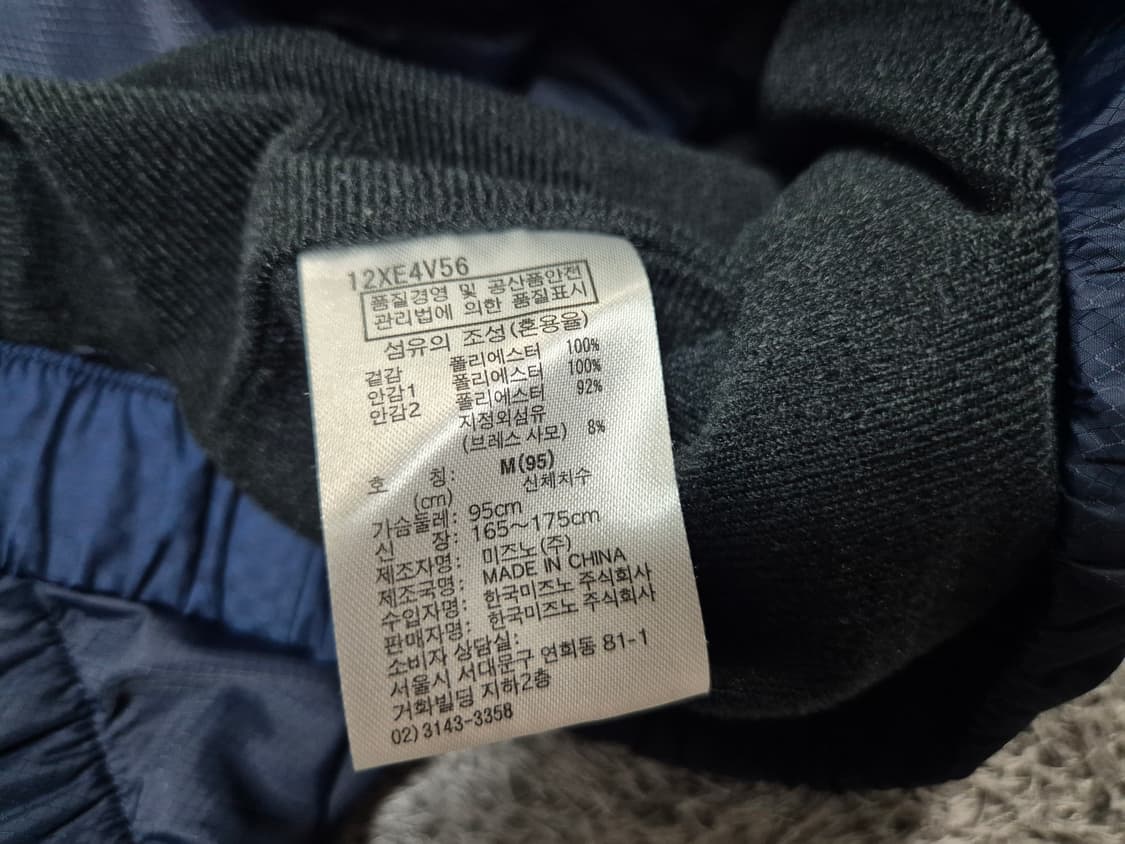 12XE4V56
품질경영 및 공산품안전
관리법에 의한 품질표시
섬유의 조성(혼용율)
겉감 폴리에스터 100%
안감1 폴리에스터 100%
안감2 폴리에스터 92%
지정외섬유
(브레스 사모) 8%
호 칭: M(95)
(cm) 신체치수
가슴둘레: 95cm
신 장: 165~175cm
제조자명: 미즈노(주)
제조국명: MADE IN CHINA
수입자명: 한국미즈노 주식회사
판매자명: 한국미즈노 주식회사
소비자 상담실:
서울시 서대문구 연희동 81-1
거화빌딩 지하2층
02)3143-3358